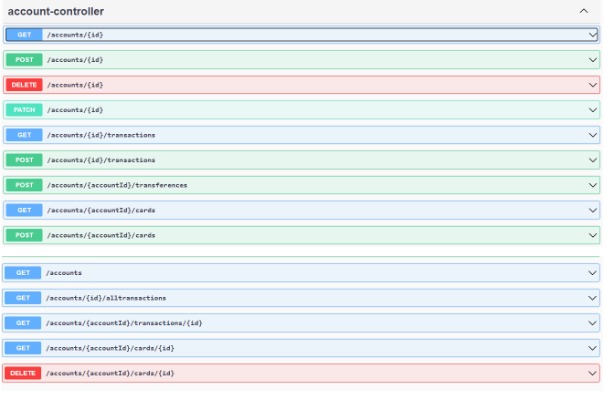 account-controller
GET /accounts/{id}
POST /accounts/{id}
DELETE /accounts/{id}
PATCH /accounts/{id}
GET /accounts/{id}/transactions
POST /accounts/{id}/transactions
POST /accounts/{accountId}/transferences
GET /accounts/{accountId}/cards
POST /accounts/{accountId}/cards
GET /accounts
GET /accounts/{id}/alltransactions
GET /accounts/{accountId}/transactions/{id}
GET /accounts/{accountId}/cards/{id}
DELETE /accounts/{accountId}/cards/{id}